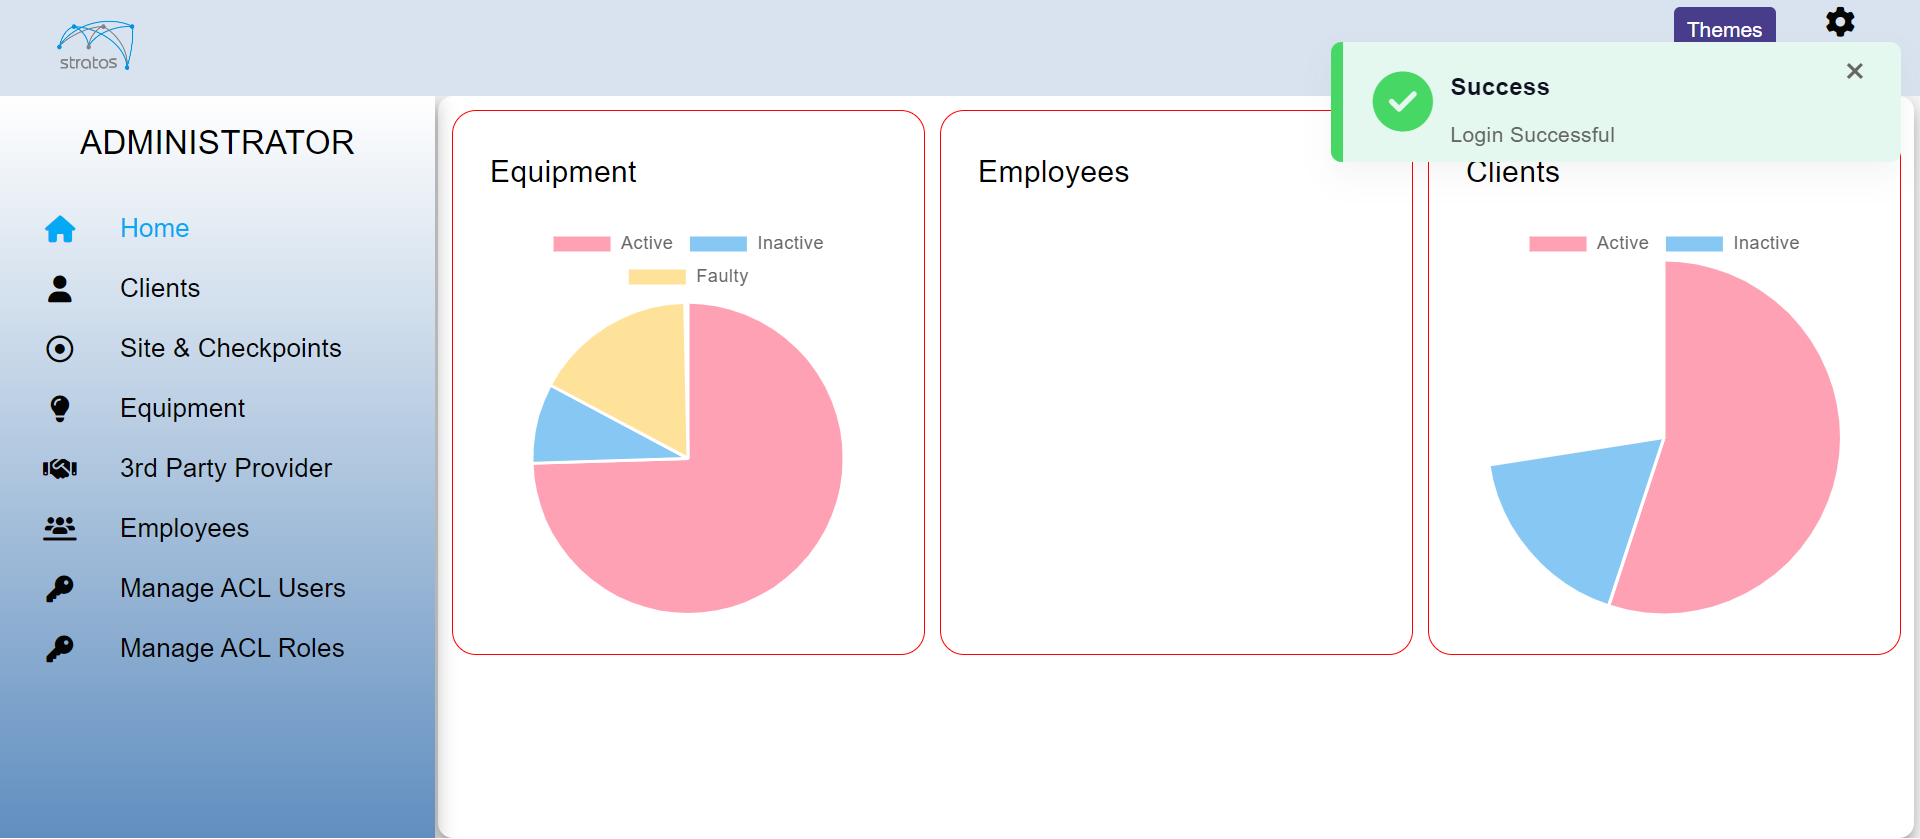 stratos
Themes
Success
Login Successful
ADMINISTRATOR
Home
Clients
Site & Checkpoints
Equipment
3rd Party Provider
Employees
Manage ACL Users
Manage ACL Roles
Equipment
Active Inactive
Faulty
Employees
Clients
Active Inactive